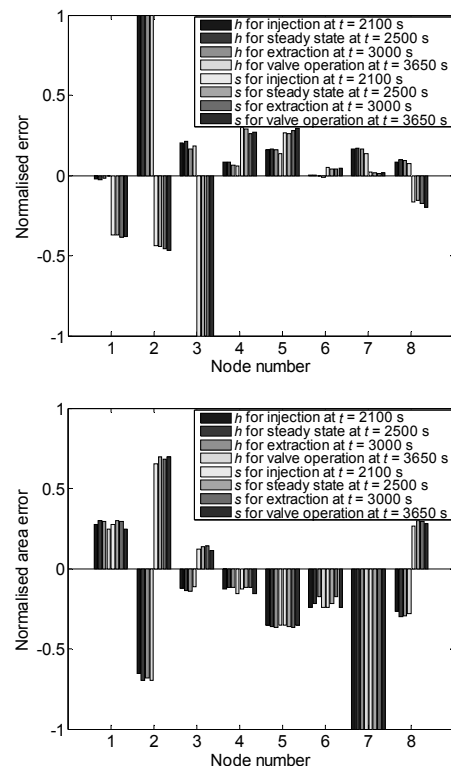 1
0.5
0
-0.5
-1
Normalised error
h for injection at t = 2100 s
h for steady state at t = 2500 s
h for extraction at t = 3000 s
h for valve operation at t = 3650 s
s for injection at t = 2100 s
s for steady state at t = 2500 s
s for extraction at t = 3000 s
s for valve operation at t = 3650 s
1 2 3 4 5 6 7 8
Node number
1
0.5
0
-0.5
-1
Normalised area error
h for injection at t = 2100 s
h for steady state at t = 2500 s
h for extraction at t = 3000 s
h for valve operation at t = 3650 s
s for injection at t = 2100 s
s for steady state at t = 2500 s
s for extraction at t = 3000 s
s for valve operation at t = 3650 s
1 2 3 4 5 6 7 8
Node number